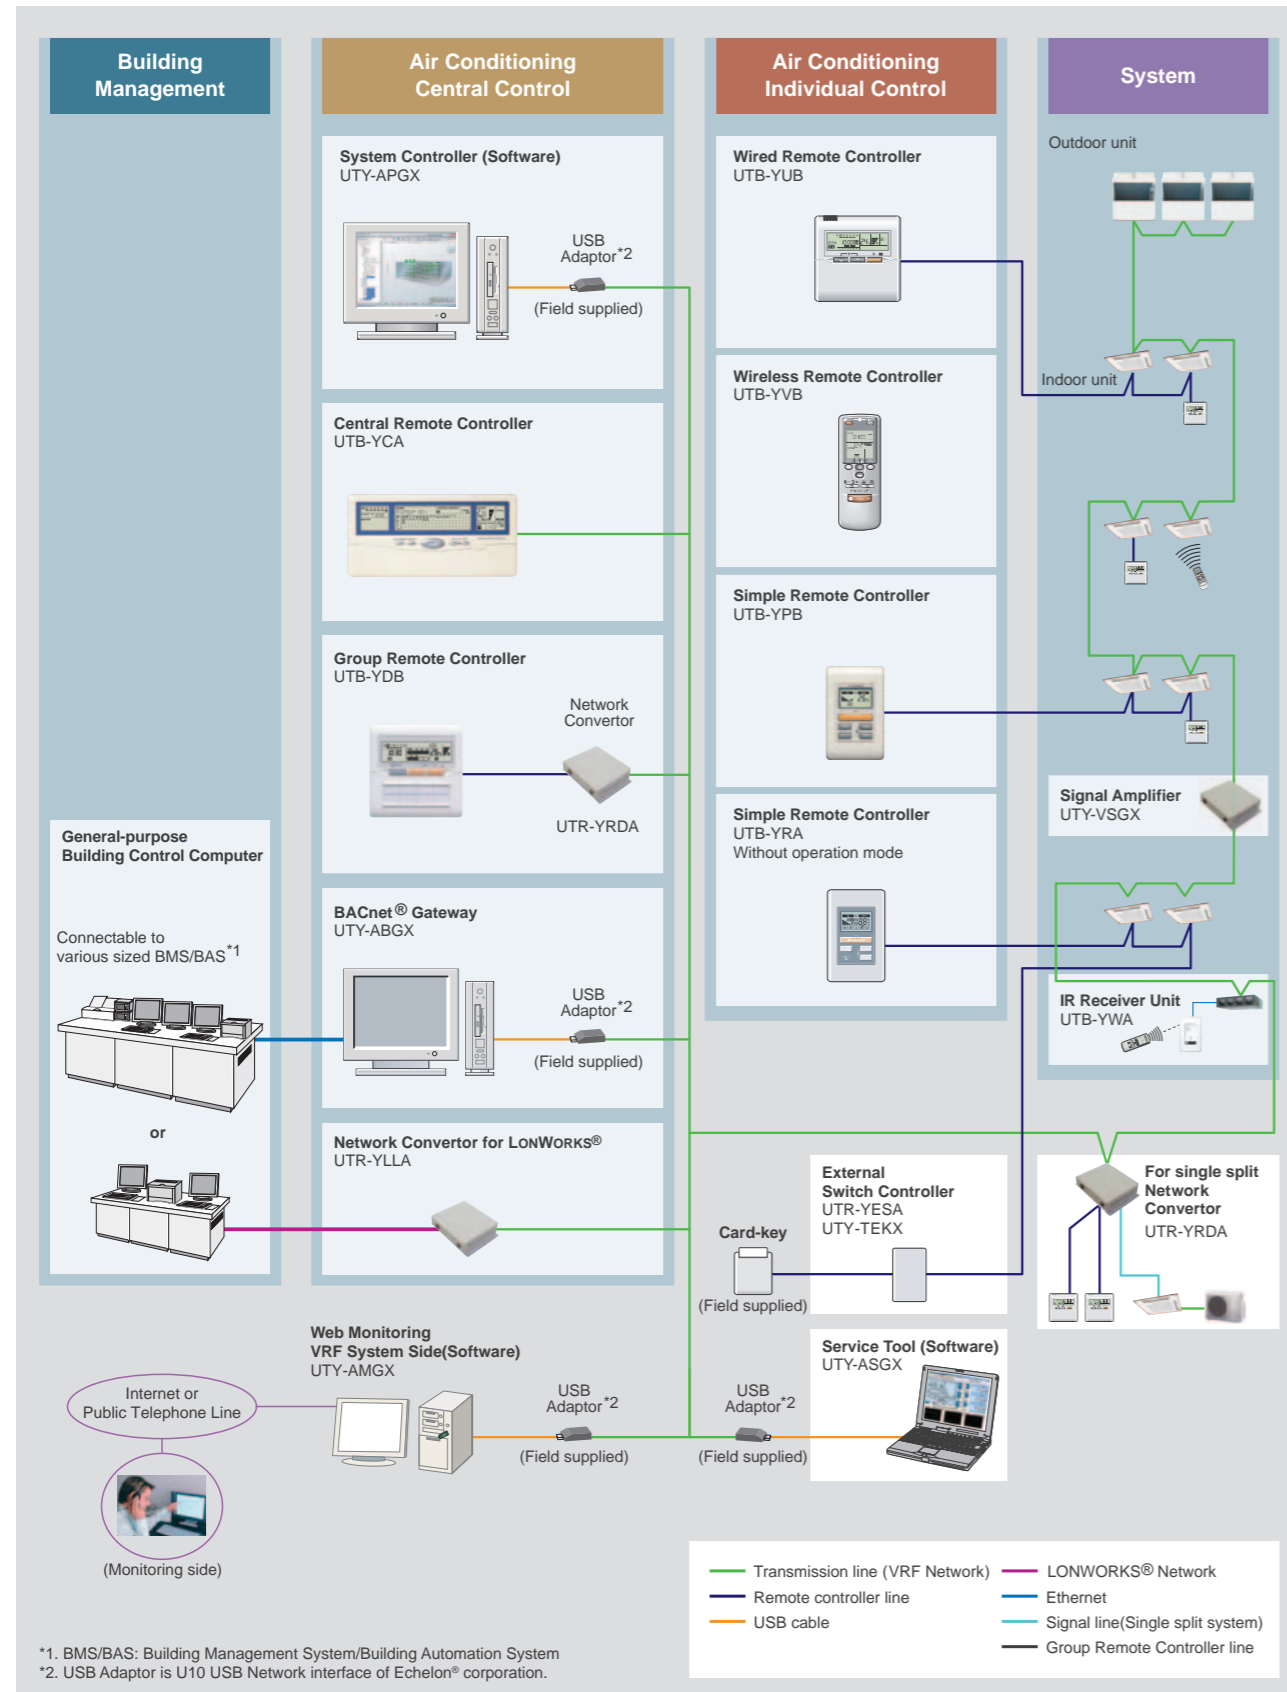 Building
Management
Air Conditioning
Central Control
Air Conditioning
Individual Control
System
System Controller (Software)
UTY-APGX
USB
Adaptor*2
(Field supplied)
Central Remote Controller
UTB-YCA
Group Remote Controller
UTB-YDB
Network
Convertor
UTR-YRDA
BACnet® Gateway
UTY-ABGX
USB
Adaptor*2
(Field supplied)
Network Convertor for LONWORKS®
UTR-YLLA
General-purpose
Building Control Computer
Connectable to
various sized BMS/BAS*1
or
Wired Remote Controller
UTB-YUB
Wireless Remote Controller
UTB-YVB
Simple Remote Controller
UTB-YPB
Simple Remote Controller
UTB-YRA
Without operation mode
Outdoor unit
Indoor unit
Signal Amplifier
UTY-VSGX
IR Receiver Unit
UTB-YWA
External
Switch Controller
UTR-YESA
UTY-TEKX
Card-key
(Field supplied)
For single split
Network
Convertor
UTR-YRDA
Web Monitoring
VRF System Side(Software)
UTY-AMGX
Internet or
Public Telephone Line
(Monitoring side)
USB
Adaptor*2
(Field supplied)
USB
Adaptor*2
(Field supplied)
Service Tool (Software)
UTY-ASGX
Transmission line (VRF Network)
Remote controller line
USB cable
LONWORKS® Network
Ethernet
Signal line(Single split system)
Group Remote Controller line
*1. BMS/BAS: Building Management System/Building Automation System
*2. USB Adaptor is U10 USB Network interface of Echelon® corporation.